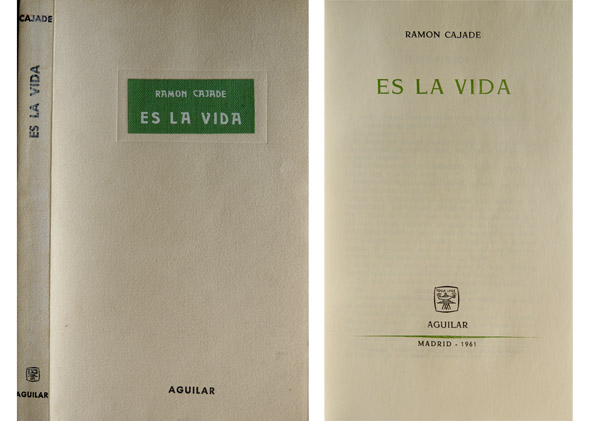 CAJADE
ES LA VIDA
AGUILAR
RAMON CAJADE
ES LA VIDA
AGUILAR
RAMON CAJADE
ES LA VIDA
AGUILAR
MADRID - 1961